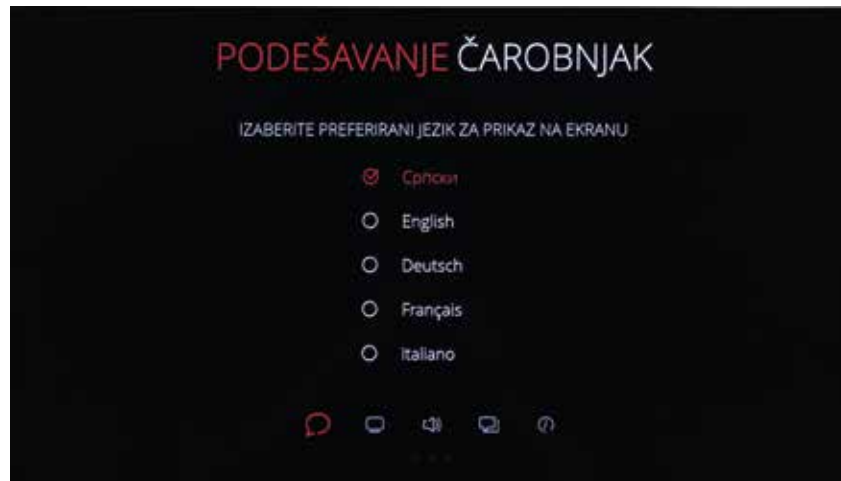 PODEŠAVANJE ČAROBNJAK
IZABERITE PREFERIRANI JEZIK ZA PRIKAZ NA EKRANU
Српски
English
Deutsch
Français
Italiano